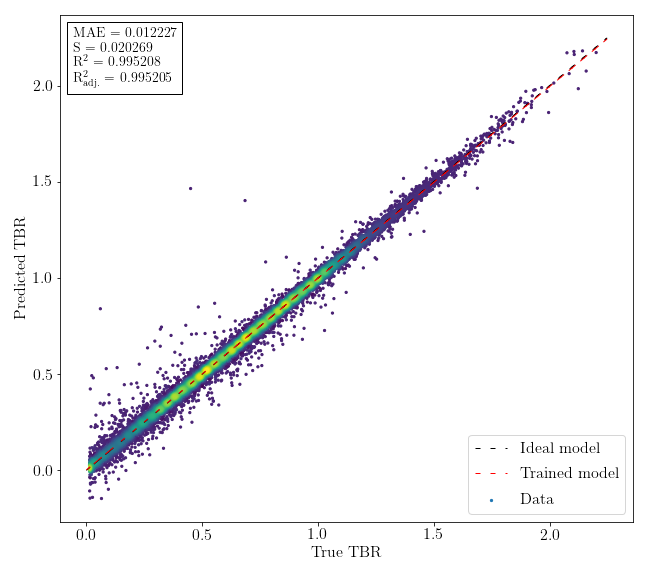 MAE = 0.012227
S = 0.020269
R² = 0.995208
R²adj. = 0.995205
Predicted TBR
2.0
1.5
1.0
0.5
0.0
Ideal model
Trained model
Data
0.0 0.5 1.0 1.5 2.0
True TBR